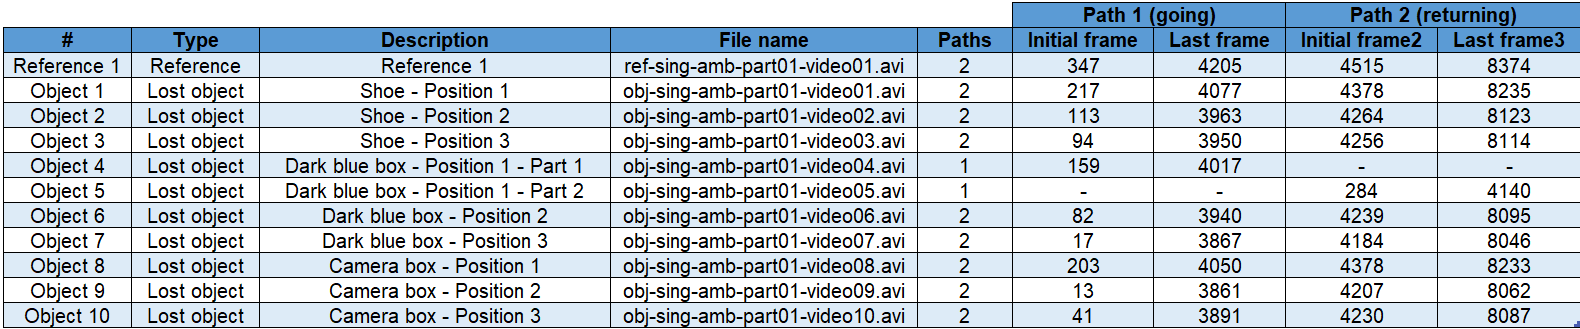 Path 1 (going) Path 2 (returning)
# Type Description File name Paths Initial frame Last frame Initial frame2 Last frame3
Reference 1 Reference Reference 1 ref-sing-amb-part01-video01.avi 2 347 4205 4515 8374
Object 1 Lost object Shoe - Position 1 obj-sing-amb-part01-video01.avi 2 217 4077 4378 8235
Object 2 Lost object Shoe - Position 2 obj-sing-amb-part01-video02.avi 2 113 3963 4264 8123
Object 3 Lost object Shoe - Position 3 obj-sing-amb-part01-video03.avi 2 94 3950 4256 8114
Object 4 Lost object Dark blue box - Position 1 - Part 1 obj-sing-amb-part01-video04.avi 1 159 4017 - -
Object 5 Lost object Dark blue box - Position 1 - Part 2 obj-sing-amb-part01-video05.avi 1 - - 284 4140
Object 6 Lost object Dark blue box - Position 2 obj-sing-amb-part01-video06.avi 2 82 3940 4239 8095
Object 7 Lost object Dark blue box - Position 3 obj-sing-amb-part01-video07.avi 2 17 3867 4184 8046
Object 8 Lost object Camera box - Position 1 obj-sing-amb-part01-video08.avi 2 203 4050 4378 8233
Object 9 Lost object Camera box - Position 2 obj-sing-amb-part01-video09.avi 2 13 3861 4207 8062
Object 10 Lost object Camera box - Position 3 obj-sing-amb-part01-video10.avi 2 41 3891 4230 8087